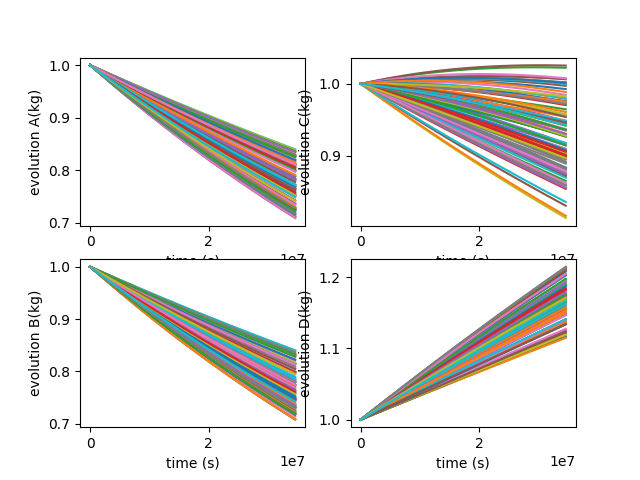 evolution A(kg)
1.0
0.9
0.8
0.7
0
2
time (s)
1e7
evolution C(kg)
1.0
0.9
0
2
time (s)
1e7
evolution B(kg)
1.0
0.9
0.8
0.7
0
2
time (s)
1e7
evolution D(kg)
1.2
1.1
1.0
0
2
time (s)
1e7